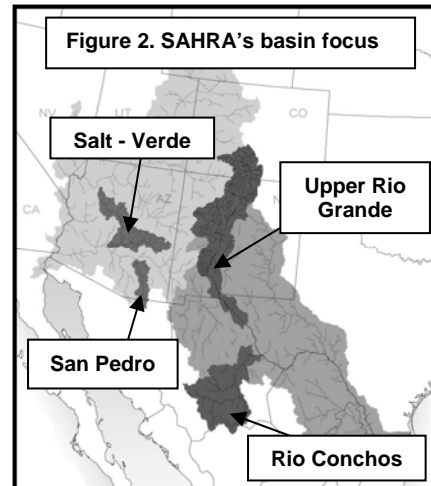 Figure 2. SAHRA's basin focus
NV
UT
CO
Salt - Verde
CA
AZ
Upper Rio
Grande
San Pedro
Rio Conchos